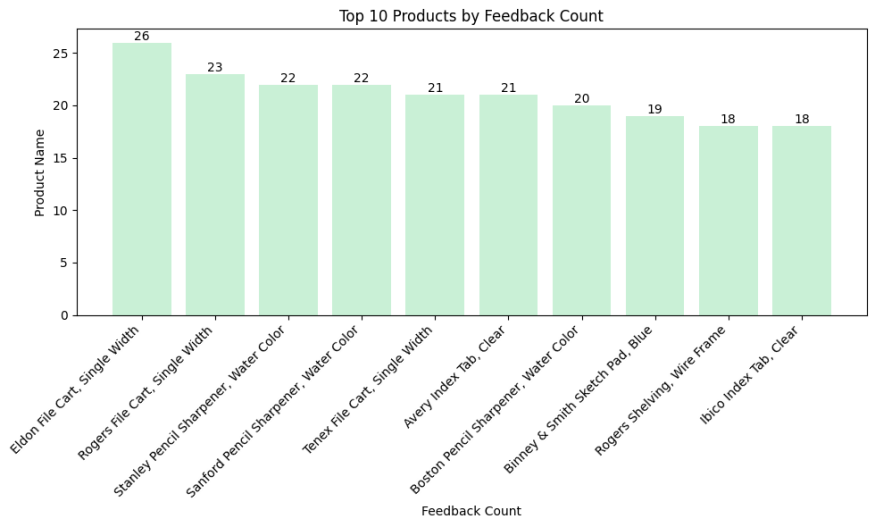 Top 10 Products by Feedback Count
26
23
22
22
21
21
20
19
18
18
25
20
15
10
5
0
Product Name
Eldon File Cart, Single Width
Rogers File Cart, Single Width
Stanley Pencil Sharpener, Water Color
Sanford Pencil Sharpener, Water Color
Tenex File Cart, Single Width
Avery Index Tab, Clear
Boston Pencil Sharpener, Water Color
Binney & Smith Sketch Pad, Blue
Rogers Shelving, Wire Frame
Ibico Index Tab, Clear
Feedback Count